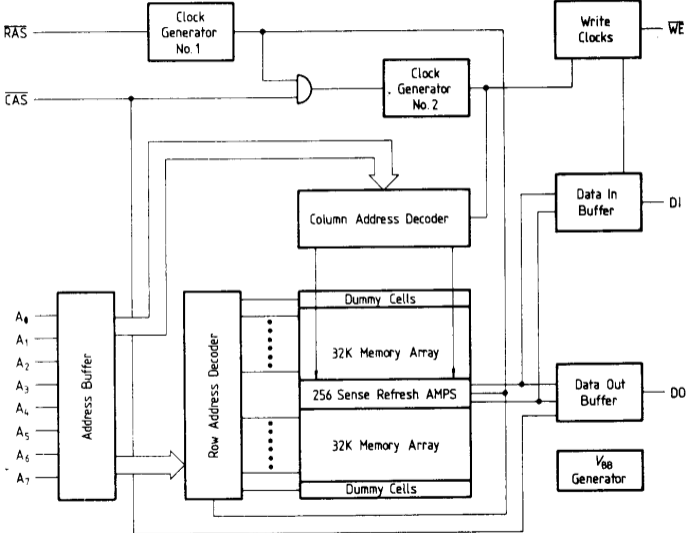 RAS
Clock
Generator
No. 1
Write
Clocks
WE
CAS
Clock
Generator
No. 2
Column Address Decoder
Data In
Buffer
DI
A0
A1
A2
A3
A4
A5
A6
A7
Address Buffer
Row Address Decoder
Dummy Cells
32K Memory Array
256 Sense Refresh AMPS
32K Memory Array
Dummy Cells
Data Out
Buffer
DO
VBB
Generator